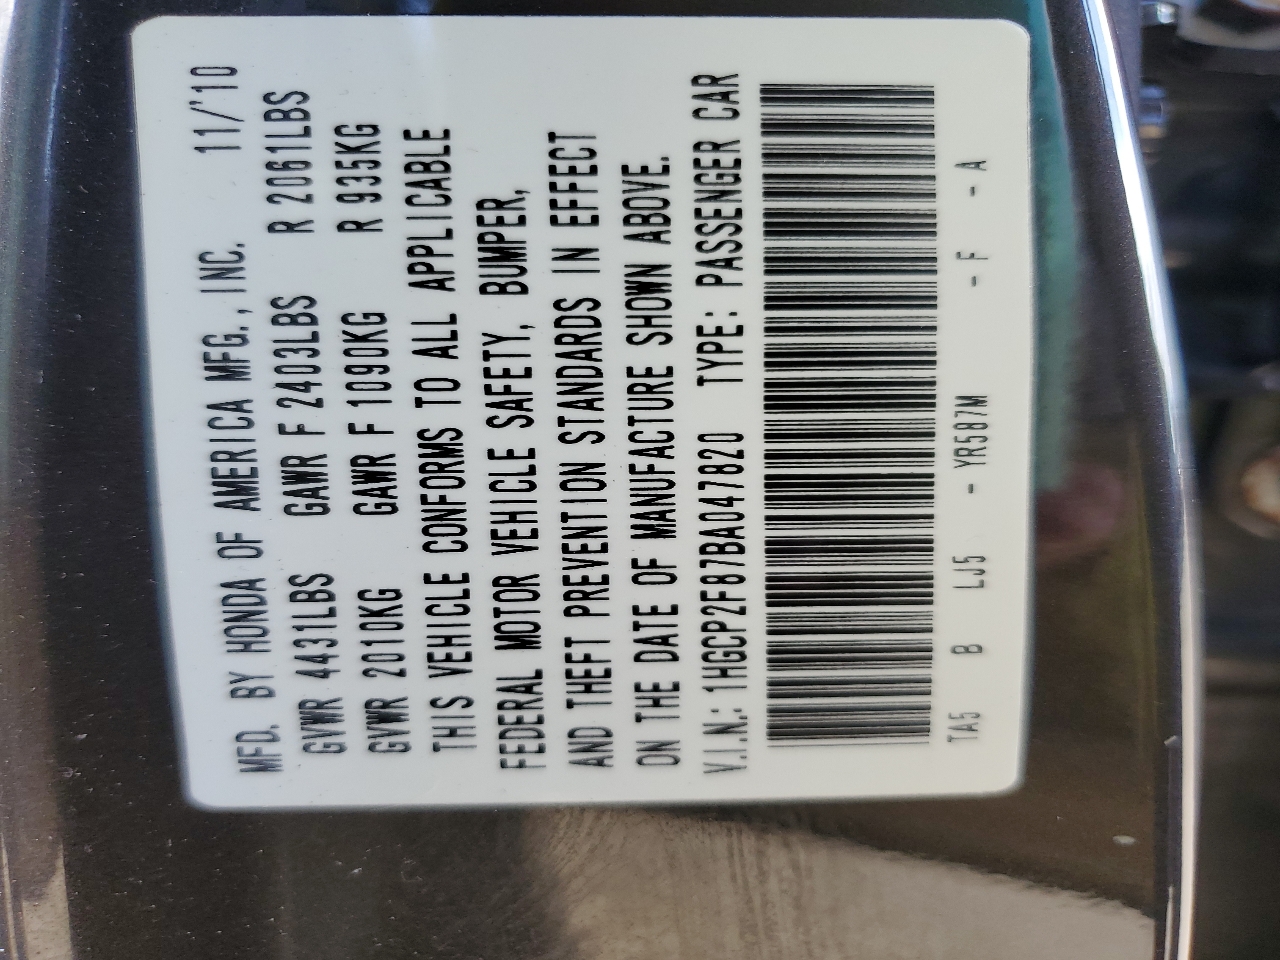 MFD. BY HONDA OF AMERICA MFG., INC. 11/'10
GVWR 4431LBS GAWR F 2403LBS R 2061LBS
GVWR 2010KG GAWR F 1090KG R 935KG
THIS VEHICLE CONFORMS TO ALL APPLICABLE
FEDERAL MOTOR VEHICLE SAFETY, BUMPER,
AND THEFT PREVENTION STANDARDS IN EFFECT
ON THE DATE OF MANUFACTURE SHOWN ABOVE.
V.I.N.: 1HGCP2F87BA047820 TYPE: PASSENGER CAR
TA5 B LJ5 - YR587M - F - A